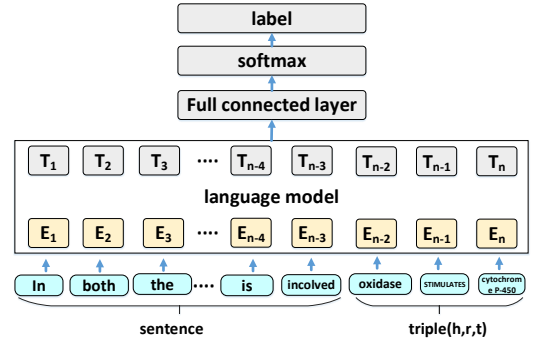 label
softmax
Full connected layer
T1 T2 T3 .... Tn-4 Tn-3 Tn-2 Tn-1 Tn
language model
E1 E2 E3 .... En-4 En-3 En-2 En-1 En
In both the .... is incolved oxidase STIMULATES cytochrom
e P-450
sentence triple(h,r,t)